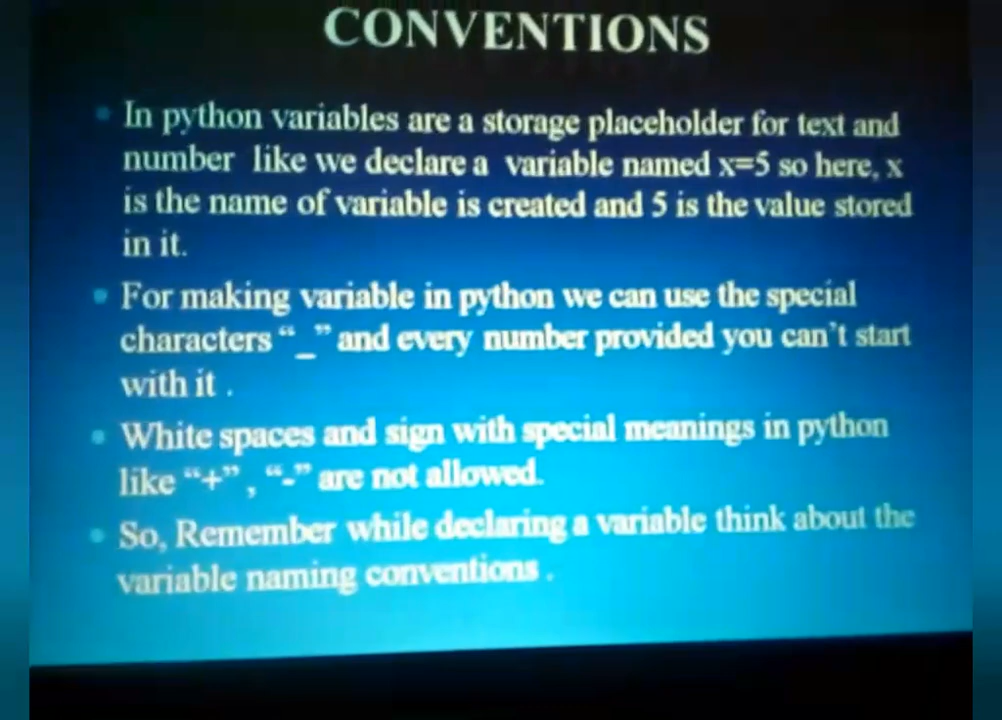 CONVENTIONS
In python variables are a storage placeholder for text and
number like we declare a variable named x=5 so here, x
is the name of variable is created and 5 is the value stored
in it.
For making variable in python we can use the special
characters “_” and every number provided you can’t start
with it .
White spaces and sign with special meanings in python
like “+” , “-” are not allowed.
So, Remember while declaring a variable think about the
variable naming conventions .